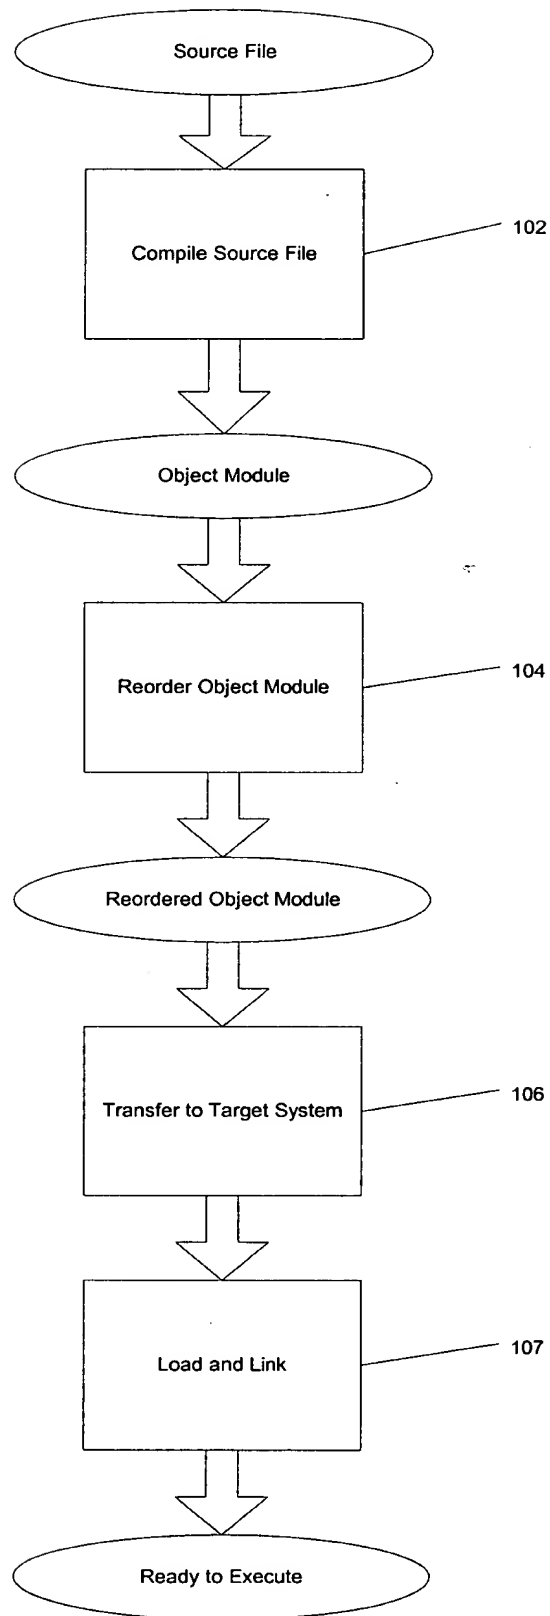 Source File
Compile Source File
102
Object Module
Reorder Object Module
104
Reordered Object Module
Transfer to Target System
106
Load and Link
107
Ready to Execute